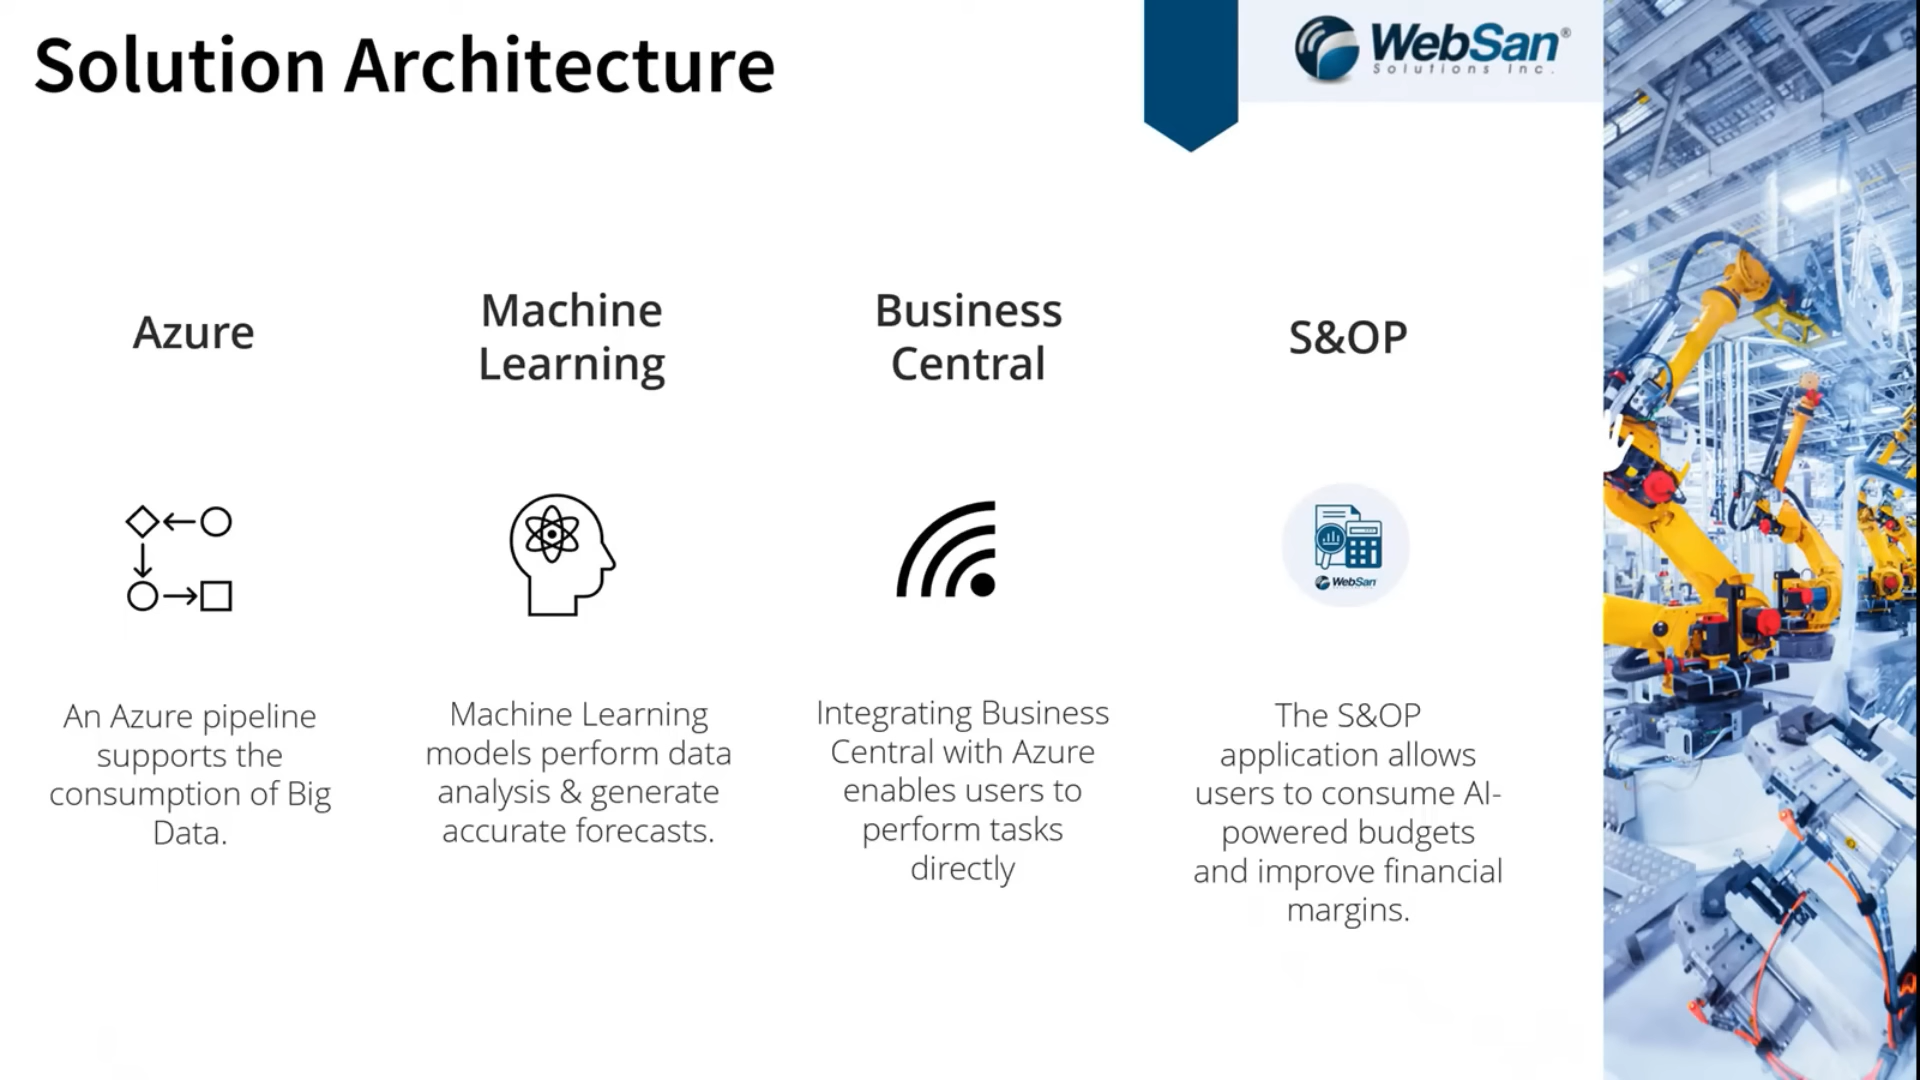 Solution Architecture
WebSan®
Solutions Inc.
Azure
Machine
Learning
Business
Central
S&OP
WebSan
An Azure pipeline
supports the
consumption of Big
Data.
Machine Learning
models perform data
analysis & generate
accurate forecasts.
Integrating Business
Central with Azure
enables users to
perform tasks
directly
The S&OP
application allows
users to consume AI-
powered budgets
and improve financial
margins.